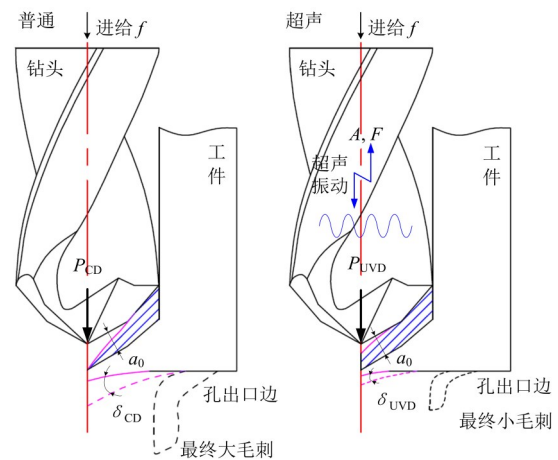 普通
进给 f
钻头
工
件
P_CD
a_0
δ_CD
孔出口边
最终大毛刺
超声
进给 f
钻头
A, F
超声
振动
工
件
P_UVD
a_0
δ_UVD
孔出口边
最终小毛刺